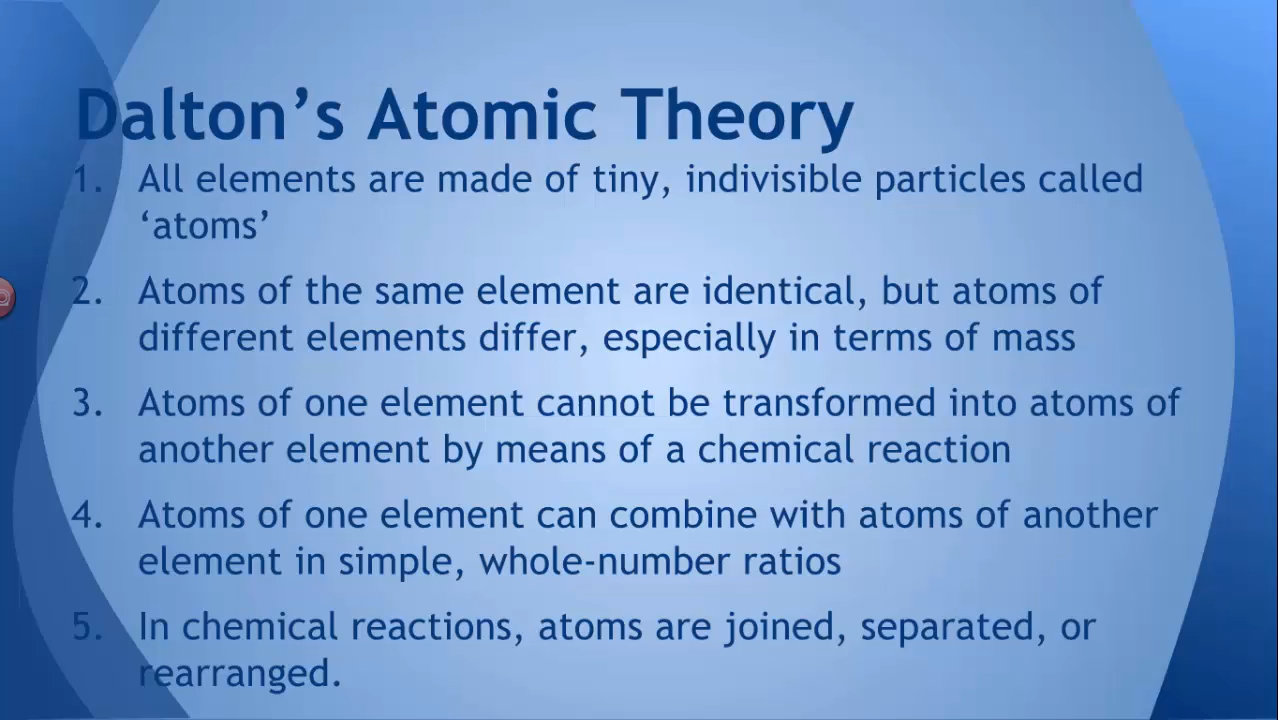 Dalton’s Atomic Theory
1. All elements are made of tiny, indivisible particles called
‘atoms’
2. Atoms of the same element are identical, but atoms of
different elements differ, especially in terms of mass
3. Atoms of one element cannot be transformed into atoms of
another element by means of a chemical reaction
4. Atoms of one element can combine with atoms of another
element in simple, whole-number ratios
5. In chemical reactions, atoms are joined, separated, or
rearranged.